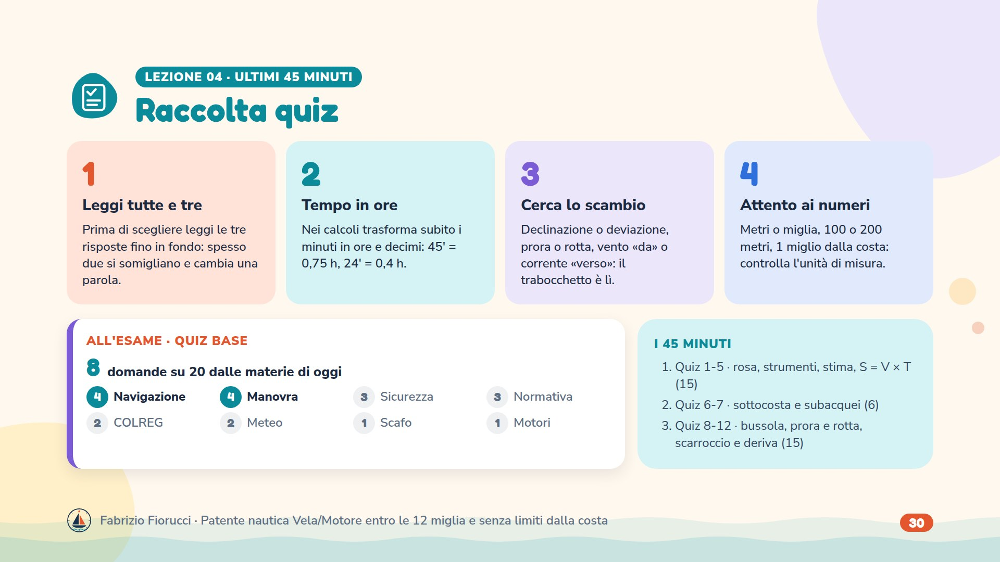 LEZIONE 04 · ULTIMI 45 MINUTI
Raccolta quiz
1
Leggi tutte e tre
Prima di scegliere leggi le tre
risposte fino in fondo: spesso
due si somigliano e cambia una
parola.
2
Tempo in ore
Nei calcoli trasforma subito i
minuti in ore e decimi: 45' =
0,75 h, 24' = 0,4 h.
3
Cerca lo scambio
Declinazione o deviazione,
prora o rotta, vento «da» o
corrente «verso»: il
trabocchetto è lì.
4
Attento ai numeri
Metri o miglia, 100 o 200
metri, 1 miglio dalla costa:
controlla l'unità di misura.
ALL'ESAME · QUIZ BASE
8 domande su 20 dalle materie di oggi
4 Navigazione
4 Manovra
3 Sicurezza
3 Normativa
2 COLREG
2 Meteo
1 Scafo
1 Motori
I 45 MINUTI
1. Quiz 1-5 · rosa, strumenti, stima, S = V × T
(15)
2. Quiz 6-7 · sottocosta e subacquei (6)
3. Quiz 8-12 · bussola, prora e rotta,
scarroccio e deriva (15)
Fabrizio Fiorucci · Patente nautica Vela/Motore entro le 12 miglia e senza limiti dalla costa
30